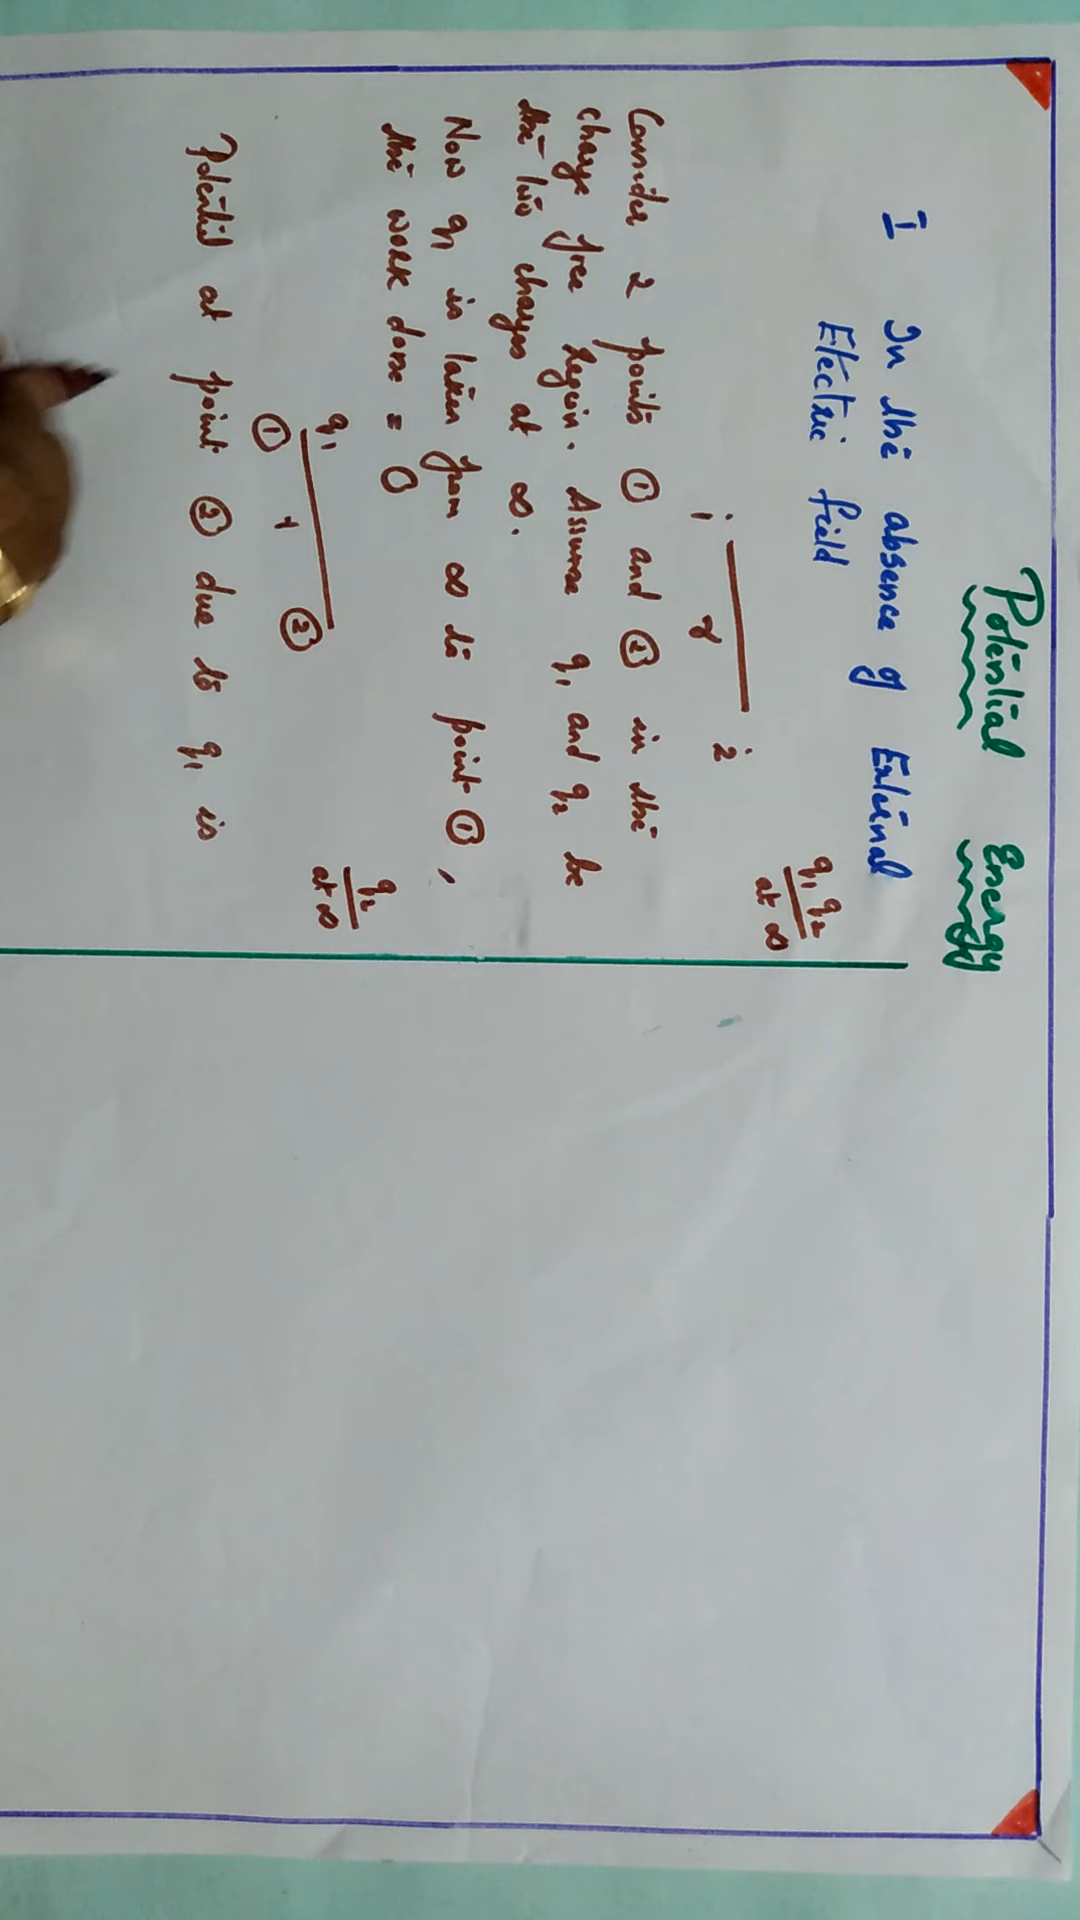 Potential Energy
I In the absence of External
Electric field
q1 q2
at ∞
1 2
r
Consider 2 points ① and ② in the
charge free region. Assume q1 and q2 be
the two charges at ∞.
Now q1 is taken from ∞ to point ①,
the work done = 0
q1
q2
at ∞
① r ②
Potential at point ② due to q1 is